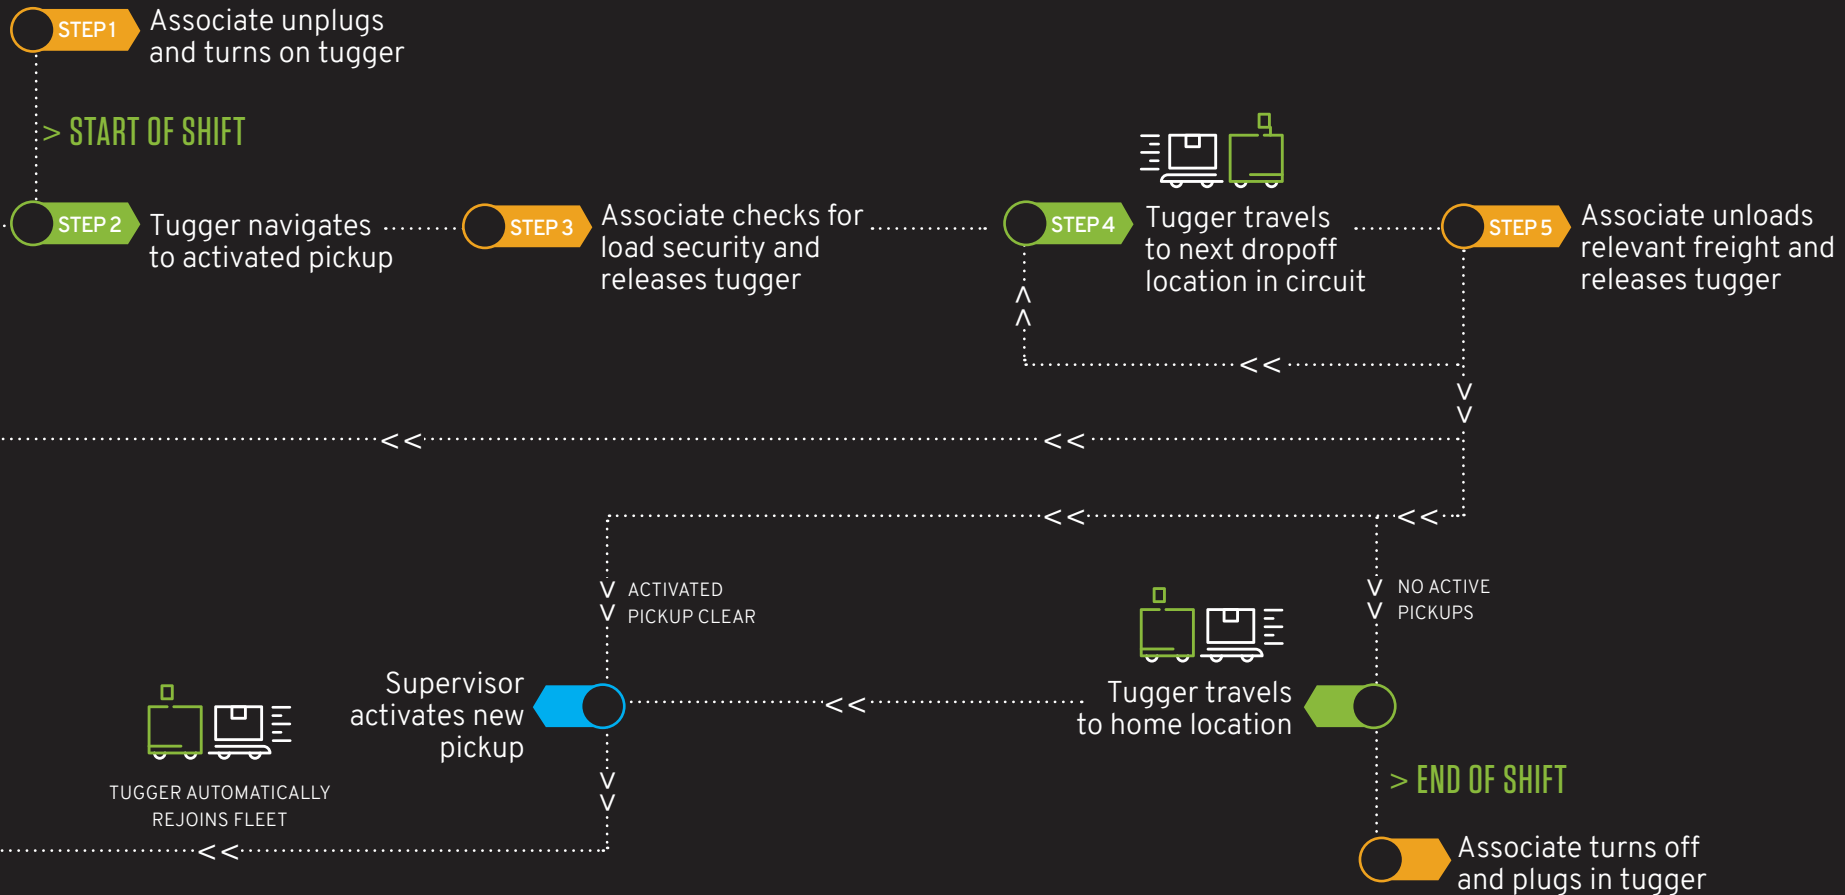 STEP 1
Associate unplugs
and turns on tugger
> START OF SHIFT
STEP 2
Tugger navigates
to activated pickup
STEP 3
Associate checks for
load security and
releases tugger
STEP 4
Tugger travels
to next dropoff
location in circuit
STEP 5
Associate unloads
relevant freight and
releases tugger
ACTIVATED
PICKUP CLEAR
NO ACTIVE
PICKUPS
Supervisor
activates new
pickup
Tugger travels
to home location
TUGGER AUTOMATICALLY
REJOINS FLEET
> END OF SHIFT
Associate turns off
and plugs in tugger